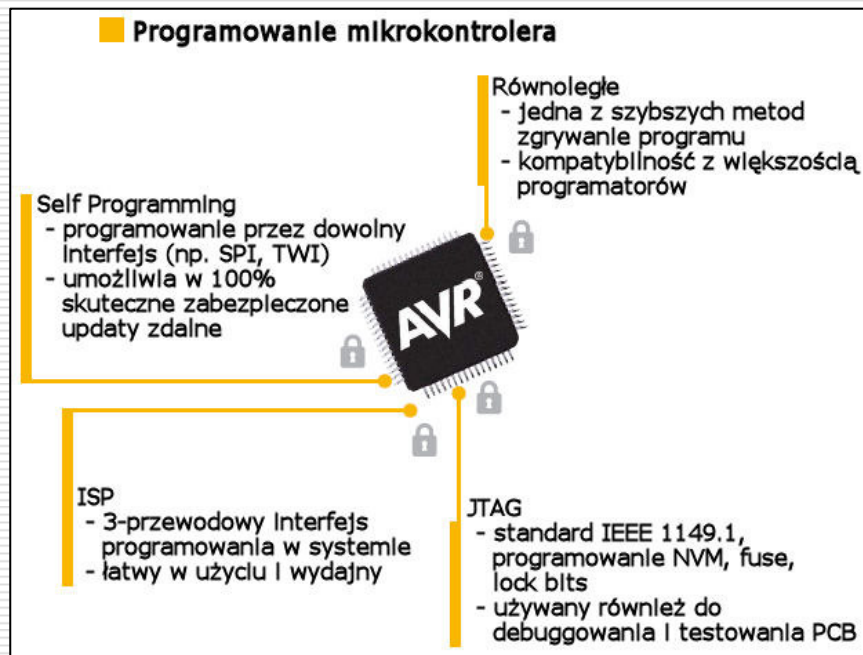 Programowanie mikrokontrolera
Równoległe
- jedna z szybszych metod
zgrywanie programu
- kompatybilność z większością
programatorów
Self Programming
- programowanie przez dowolny
interfejs (np. SPI, TWI)
- umożliwia w 100%
skuteczne zabezpieczone
updaty zdalne
AVR®
ISP
- 3-przewodowy interfejs
programowania w systemie
- łatwy w użyciu i wydajny
JTAG
- standard IEEE 1149.1,
programowanie NVM, fuse,
lock bits
- używany również do
debuggowania i testowania PCB